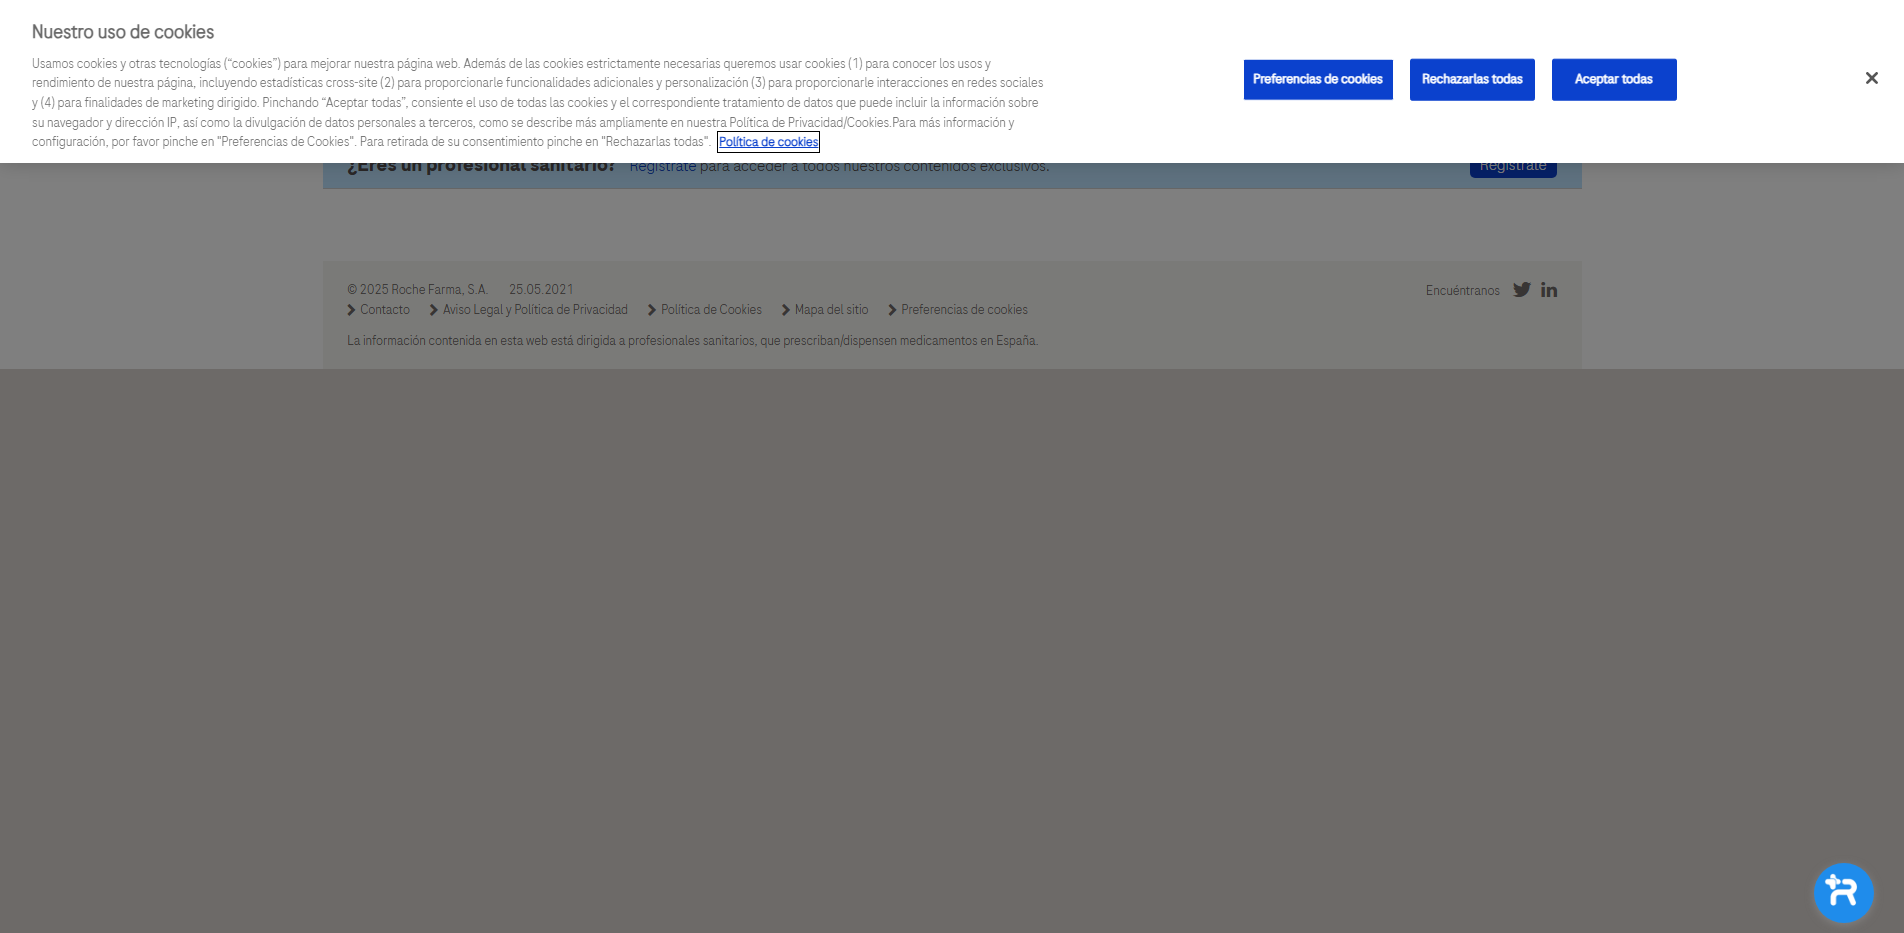 Nuestro uso de cookies
Usamos cookies y otras tecnologías (“cookies”) para mejorar nuestra página web. Además de las cookies estrictamente necesarias queremos usar cookies (1) para conocer los usos y
rendimiento de nuestra página, incluyendo estadísticas cross-site (2) para proporcionarle funcionalidades adicionales y personalización (3) para proporcionarle interacciones en redes sociales
y (4) para finalidades de marketing dirigido. Pinchando “Aceptar todas”, consiente el uso de todas las cookies y el correspondiente tratamiento de datos que puede incluir la información sobre
su navegador y dirección IP, así como la divulgación de datos personales a terceros, como se describe más ampliamente en nuestra Política de Privacidad/Cookies.Para más información y
configuración, por favor pinche en "Preferencias de Cookies". Para retirada de su consentimiento pinche en "Rechazarlas todas". Política de cookies
Preferencias de cookies Rechazarlas todas Aceptar todas
¿Eres un profesional sanitario? Regístrate para acceder a todos nuestros contenidos exclusivos. Regístrate
© 2025 Roche Farma, S.A. 25.05.2021
Encuéntranos
Contacto Aviso Legal y Política de Privacidad Política de Cookies Mapa del sitio Preferencias de cookies
La información contenida en esta web está dirigida a profesionales sanitarios, que prescriban/dispensen medicamentos en España.